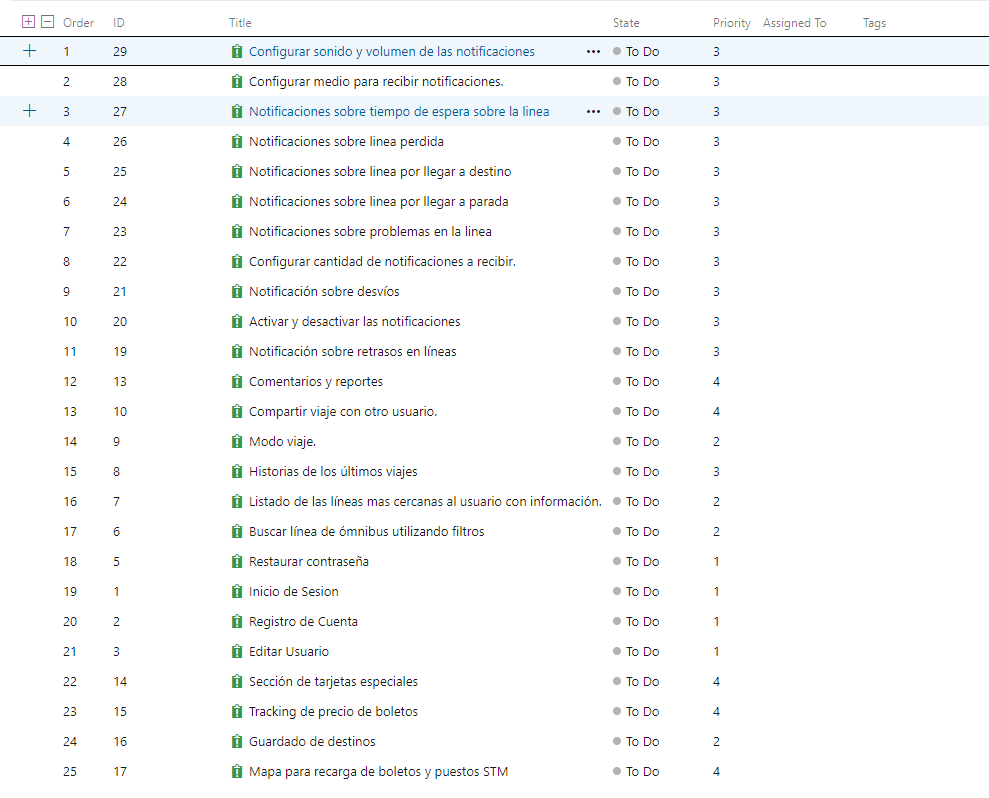 Order ID Title State Priority Assigned To Tags
1 29 Configurar sonido y volumen de las notificaciones ••• To Do 3
2 28 Configurar medio para recibir notificaciones. To Do 3
3 27 Notificaciones sobre tiempo de espera sobre la linea ••• To Do 3
4 26 Notificaciones sobre linea perdida To Do 3
5 25 Notificaciones sobre linea por llegar a destino To Do 3
6 24 Notificaciones sobre linea por llegar a parada To Do 3
7 23 Notificaciones sobre problemas en la linea To Do 3
8 22 Configurar cantidad de notificaciones a recibir. To Do 3
9 21 Notificación sobre desvíos To Do 3
10 20 Activar y desactivar las notificaciones To Do 3
11 19 Notificación sobre retrasos en líneas To Do 3
12 13 Comentarios y reportes To Do 4
13 10 Compartir viaje con otro usuario. To Do 4
14 9 Modo viaje. To Do 2
15 8 Historias de los últimos viajes To Do 3
16 7 Listado de las líneas mas cercanas al usuario con información. To Do 2
17 6 Buscar línea de ómnibus utilizando filtros To Do 2
18 5 Restaurar contraseña To Do 1
19 1 Inicio de Sesion To Do 1
20 2 Registro de Cuenta To Do 1
21 3 Editar Usuario To Do 1
22 14 Sección de tarjetas especiales To Do 4
23 15 Tracking de precio de boletos To Do 4
24 16 Guardado de destinos To Do 2
25 17 Mapa para recarga de boletos y puestos STM To Do 4